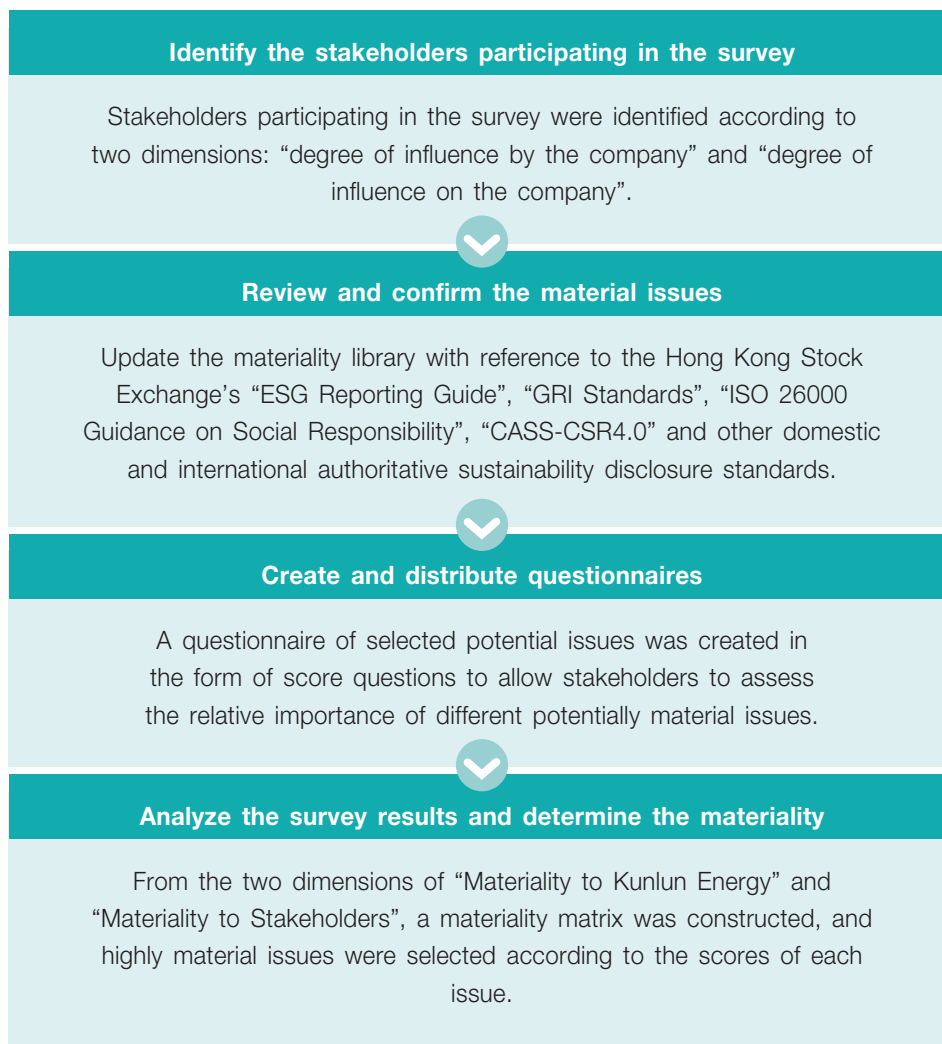 Identify the stakeholders participating in the survey
Stakeholders participating in the survey were identified according to
two dimensions: “degree of influence by the company” and “degree of
influence on the company”.
Review and confirm the material issues
Update the materiality library with reference to the Hong Kong Stock
Exchange’s “ESG Reporting Guide”, “GRI Standards”, “ISO 26000
Guidance on Social Responsibility”, “CASS-CSR4.0” and other domestic
and international authoritative sustainability disclosure standards.
Create and distribute questionnaires
A questionnaire of selected potential issues was created in
the form of score questions to allow stakeholders to assess
the relative importance of different potentially material issues.
Analyze the survey results and determine the materiality
From the two dimensions of “Materiality to Kunlun Energy” and
“Materiality to Stakeholders”, a materiality matrix was constructed, and
highly material issues were selected according to the scores of each
issue.